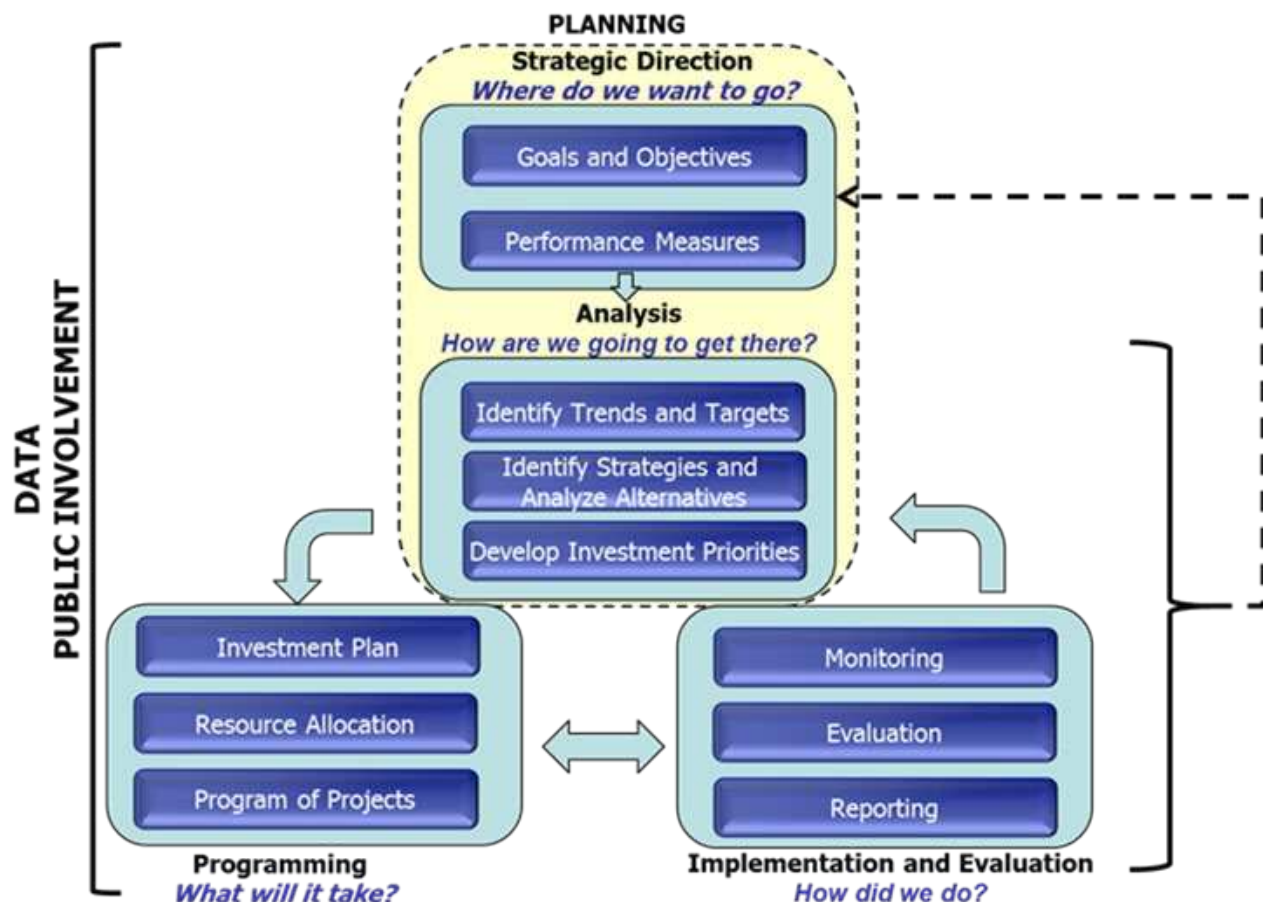 PLANNING
Strategic Direction
Where do we want to go?
Goals and Objectives
Performance Measures
Analysis
How are we going to get there?
Identify Trends and Targets
Identify Strategies and
Analyze Alternatives
Develop Investment Priorities
DATA
PUBLIC INVOLVEMENT
Investment Plan
Resource Allocation
Program of Projects
Programming
What will it take?
Monitoring
Evaluation
Reporting
Implementation and Evaluation
How did we do?